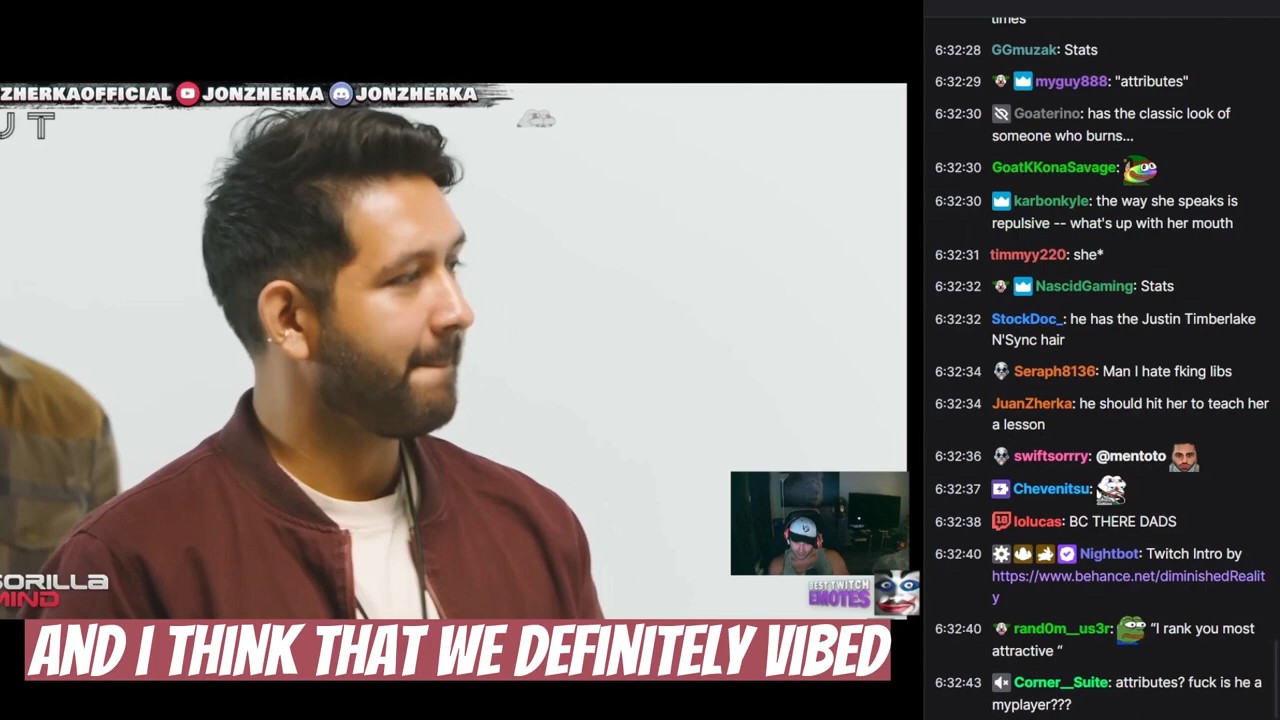 ZHERKAOFFICIAL JONZHERKA JONZHERKA
UT
GORILLA
MIND
BEST TWITCH
EMOTES
AND I THINK THAT WE DEFINITELY VIBED
times
6:32:28 GGmuzak: Stats
6:32:29 myguy888: "attributes"
6:32:30 Goaterino: has the classic look of
someone who burns...
6:32:30 GoatKKonaSavage:
6:32:30 karbonkyle: the way she speaks is
repulsive -- what's up with her mouth
6:32:31 timmyy220: she*
6:32:32 NascidGaming: Stats
6:32:32 StockDoc_: he has the Justin Timberlake
N'Sync hair
6:32:34 Seraph8136: Man I hate fking libs
6:32:34 JuanZherka: he should hit her to teach her
a lesson
6:32:36 swiftsorrry: @mentoto
6:32:37 Chevenitsu:
6:32:38 18 lolucas: BC THERE DADS
6:32:40 Nightbot: Twitch Intro by
https://www.behance.net/diminishedRealit
y
6:32:40 rand0m__us3r: “I rank you most
attractive “
6:32:43 Corner__Suite: attributes? fuck is he a
myplayer???